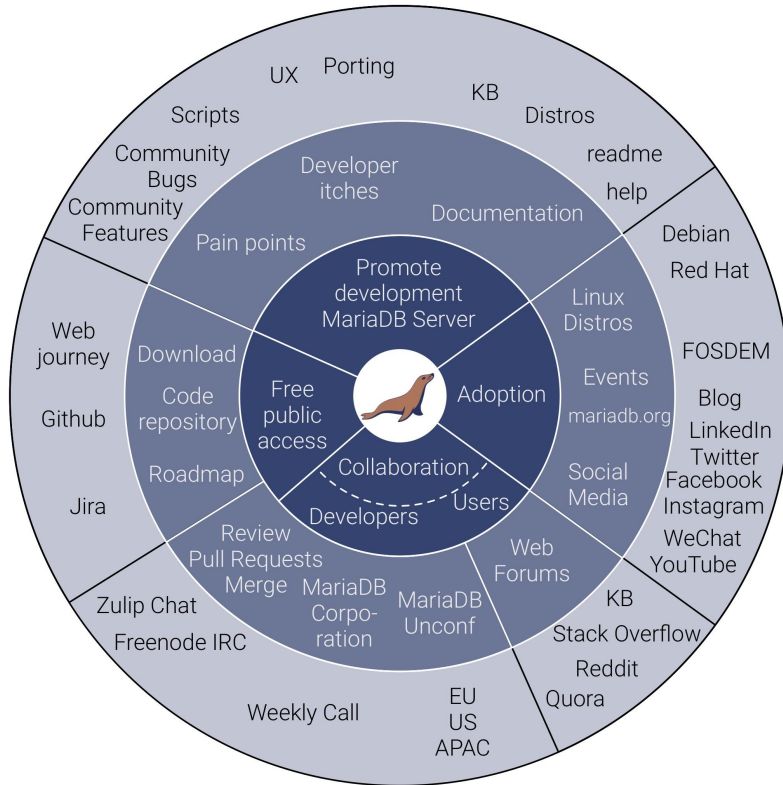 UX
Porting
KB
Distros
readme
help
Scripts
Community
Bugs
Community
Features
Developer
itches
Documentation
Pain points
Promote
development
MariaDB Server
Debian
Red Hat
FOSDEM
Blog
LinkedIn
Twitter
Facebook
Instagram
WeChat
YouTube
Linux
Distros
Events
mariadb.org
Social
Media
Adoption
Web
journey
Github
Jira
Download
Code
repository
Roadmap
Free
public
access
Collaboration
Developers
Users
Review
Pull Requests
Merge
MariaDB
Corpo-
ration
MariaDB
Unconf
Web
Forums
Zulip Chat
Freenode IRC
Weekly Call
EU
US
APAC
KB
Stack Overflow
Reddit
Quora